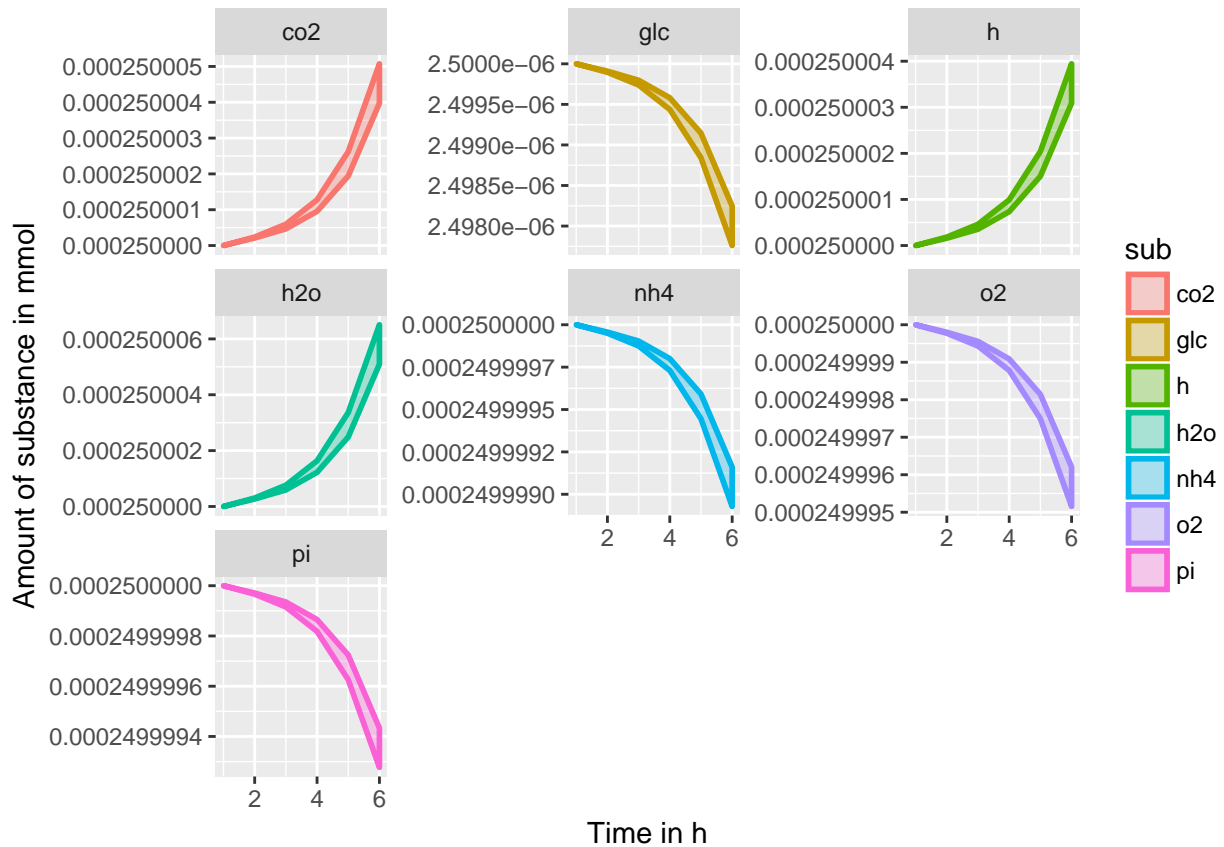 co2
glc
h
0.000250005
0.000250004
0.000250003
0.000250002
0.000250001
0.000250000
2.5000e−06
2.4995e−06
2.4990e−06
2.4985e−06
2.4980e−06
0.000250004
0.000250003
0.000250002
0.000250001
0.000250000
h2o
nh4
o2
0.000250006
0.000250004
0.000250002
0.000250000
0.0002500000
0.0002499997
0.0002499995
0.0002499992
0.0002499990
0.000250000
0.000249999
0.000249998
0.000249997
0.000249996
0.000249995
2 4 6
2 4 6
pi
0.0002500000
0.0002499998
0.0002499996
0.0002499994
2 4 6
Time in h
Amount of substance in mmol
sub
co2
glc
h
h2o
nh4
o2
pi